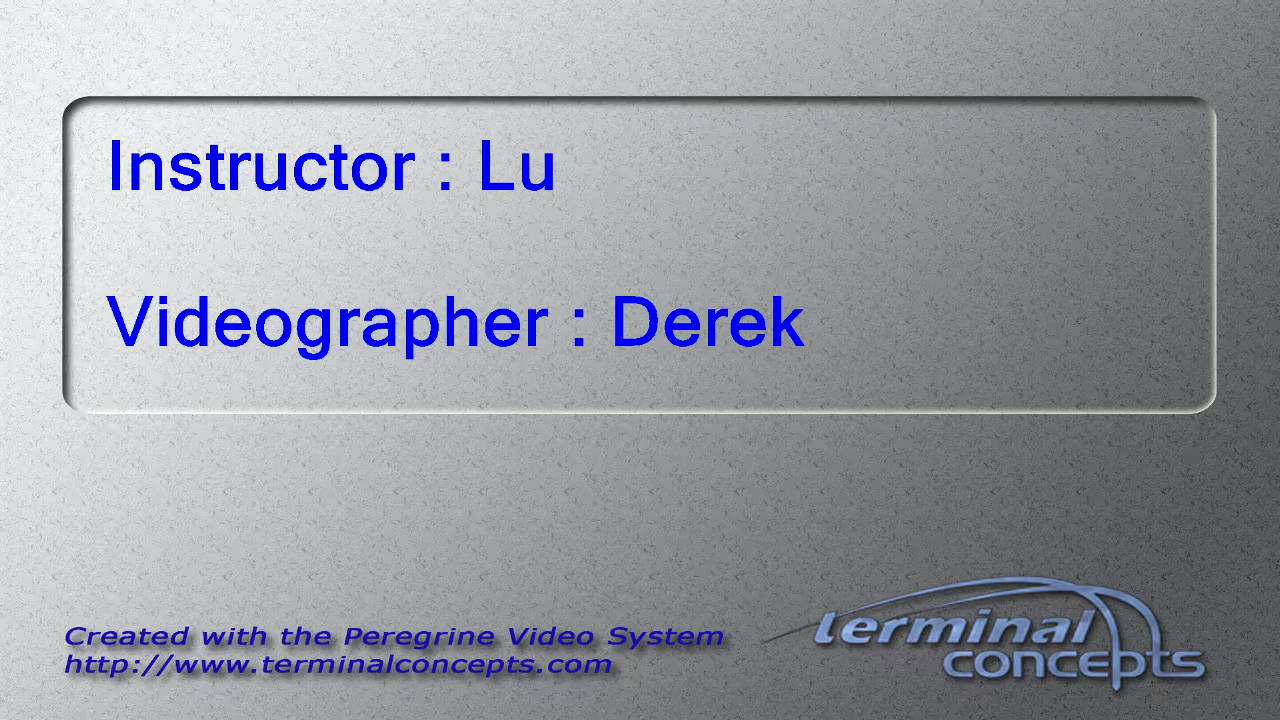 Instructor : Lu
Videographer : Derek
Created with the Peregrine Video System
http://www.terminalconcepts.com
terminal
concepts